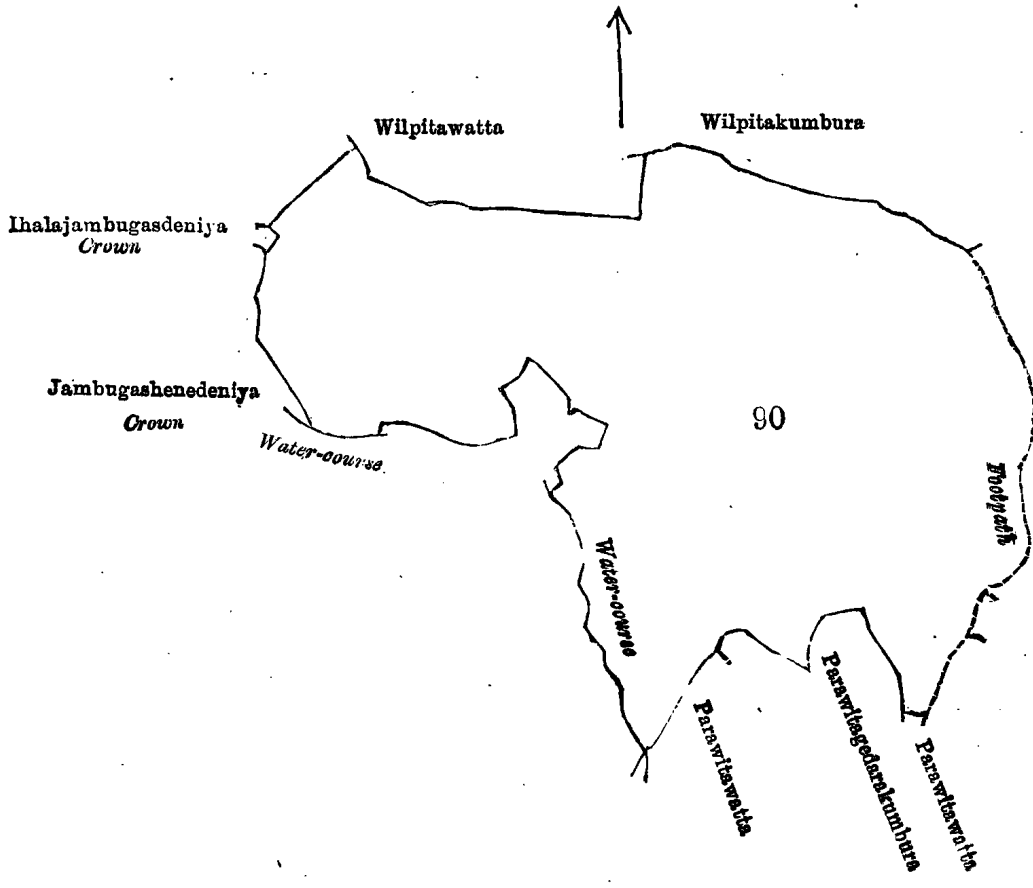 Wilpitawatta
Wilpitakumbura
Ihalajambugasdeniya
Crown
Jambugashenedeniya
Crown
Water-course
90
Footpath
Water-course
Parawitawatta
Parawitagedarakumbura
Parawitawatta